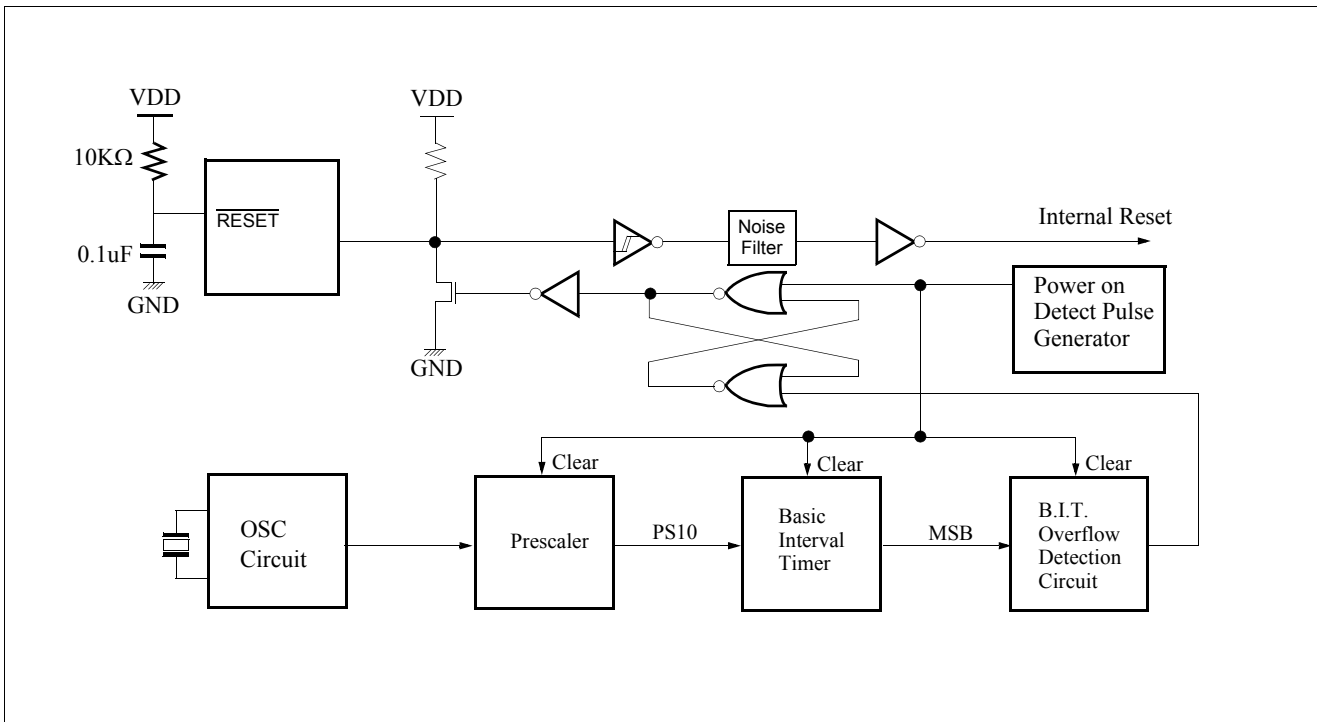 VDD
VDD
10KΩ
RESET
0.1uF
GND
Noise
Filter
Internal Reset
Power on
Detect Pulse
Generator
GND
Clear
Clear
Clear
OSC
Circuit
Prescaler
PS10
Basic
Interval
Timer
MSB
B.I.T.
Overflow
Detection
Circuit